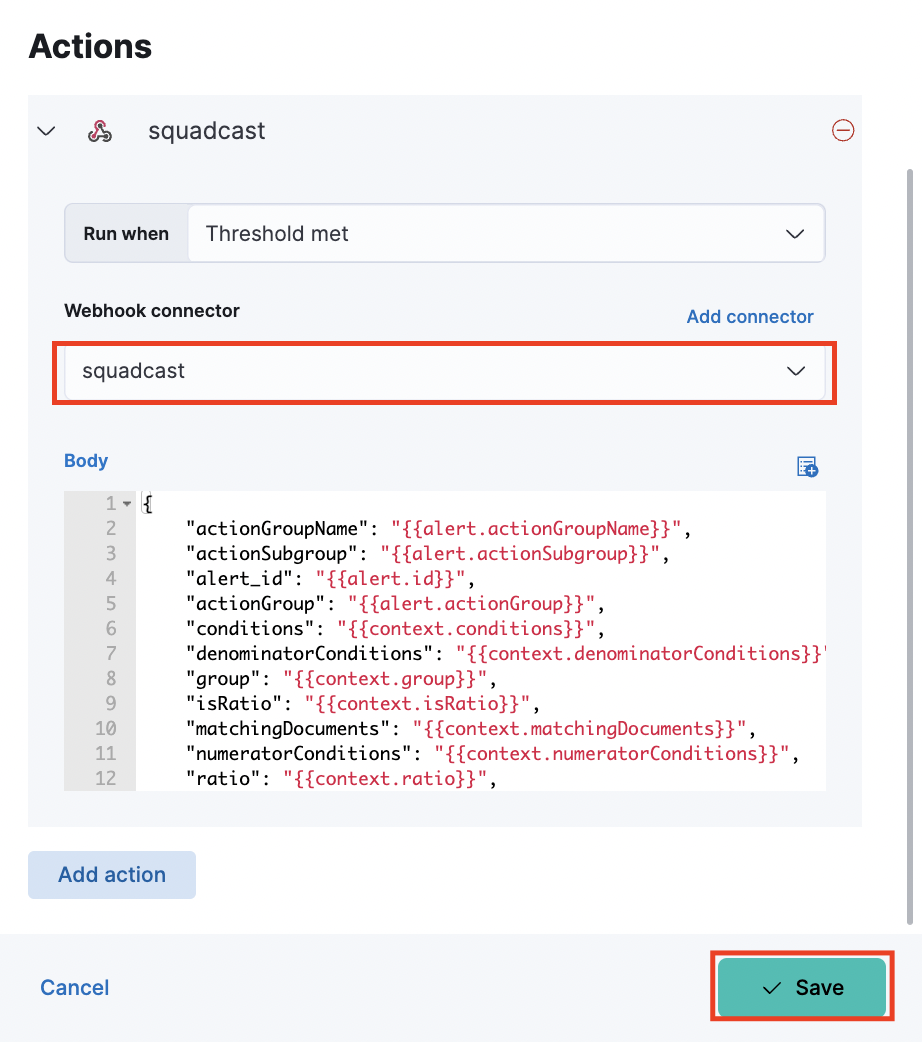 Actions
squadcast
Run when Threshold met
Webhook connector
Add connector
squadcast
Body
1 {
2 "actionGroupName": "{{alert.actionGroupName}}",
3 "actionSubgroup": "{{alert.actionSubgroup}}",
4 "alert_id": "{{alert.id}}",
5 "actionGroup": "{{alert.actionGroup}}",
6 "conditions": "{{context.conditions}}",
7 "denominatorConditions": "{{context.denominatorConditions}}"
8 "group": "{{context.group}}",
9 "isRatio": "{{context.isRatio}}",
10 "matchingDocuments": "{{context.matchingDocuments}}",
11 "numeratorConditions": "{{context.numeratorConditions}}",
12 "ratio": "{{context.ratio}}",
Add action
Cancel
Save